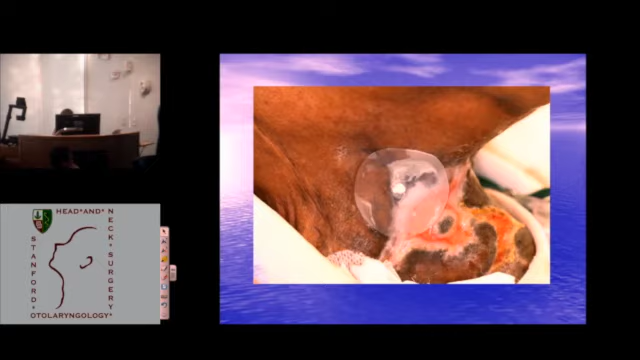 HEAD*AND*
NECK * SURGERY
STANFORD *
OTOLARYNGOLOGY*